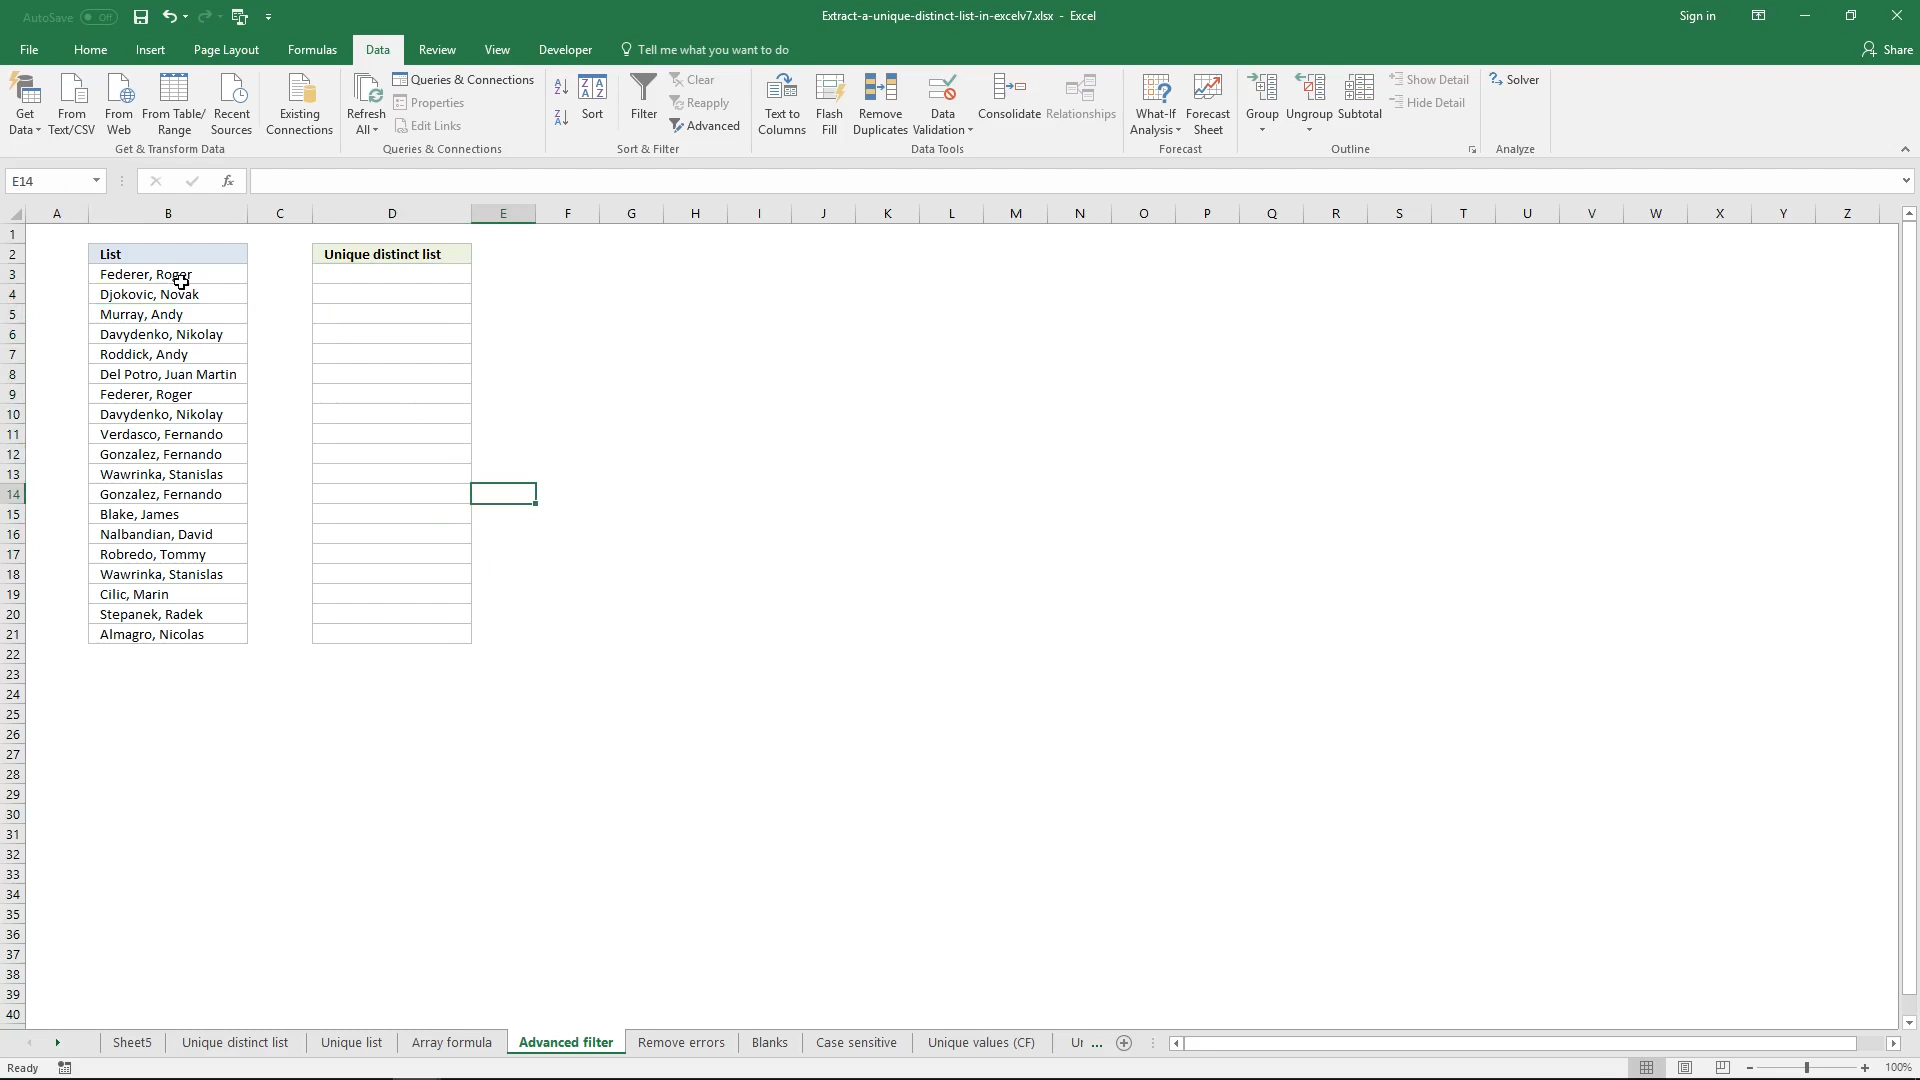 AutoSave Off
Extract-a-unique-distinct-list-in-excelv7.xlsx - Excel
Sign in
File Home Insert Page Layout Formulas Data Review View Developer Tell me what you want to do Share
Get Data
From Text/CSV
From Web
From Table/ Range
Recent Sources
Existing Connections
Get & Transform Data
Refresh All
Queries & Connections
Properties
Edit Links
Queries & Connections
Sort
Filter
Clear
Reapply
Advanced
Sort & Filter
Text to Columns
Flash Fill
Remove Duplicates
Data Validation
Consolidate
Relationships
Data Tools
What-If Analysis
Forecast Sheet
Forecast
Group
Ungroup
Subtotal
Show Detail
Hide Detail
Outline
Solver
Analyze
E14 fx
A B C D E F G H I J K L M N O P Q R S T U V W X Y Z
1
2 List Unique distinct list
3 Federer, Roger
4 Djokovic, Novak
5 Murray, Andy
6 Davydenko, Nikolay
7 Roddick, Andy
8 Del Potro, Juan Martin
9 Federer, Roger
10 Davydenko, Nikolay
11 Verdasco, Fernando
12 Gonzalez, Fernando
13 Wawrinka, Stanislas
14 Gonzalez, Fernando
15 Blake, James
16 Nalbandian, David
17 Robredo, Tommy
18 Wawrinka, Stanislas
19 Cilic, Marin
20 Stepanek, Radek
21 Almagro, Nicolas
22
23
24
25
26
27
28
29
30
31
32
33
34
35
36
37
38
39
40
Sheet5 Unique distinct list Unique list Array formula Advanced filter Remove errors Blanks Case sensitive Unique values (CF) Ur ...
Ready 100%